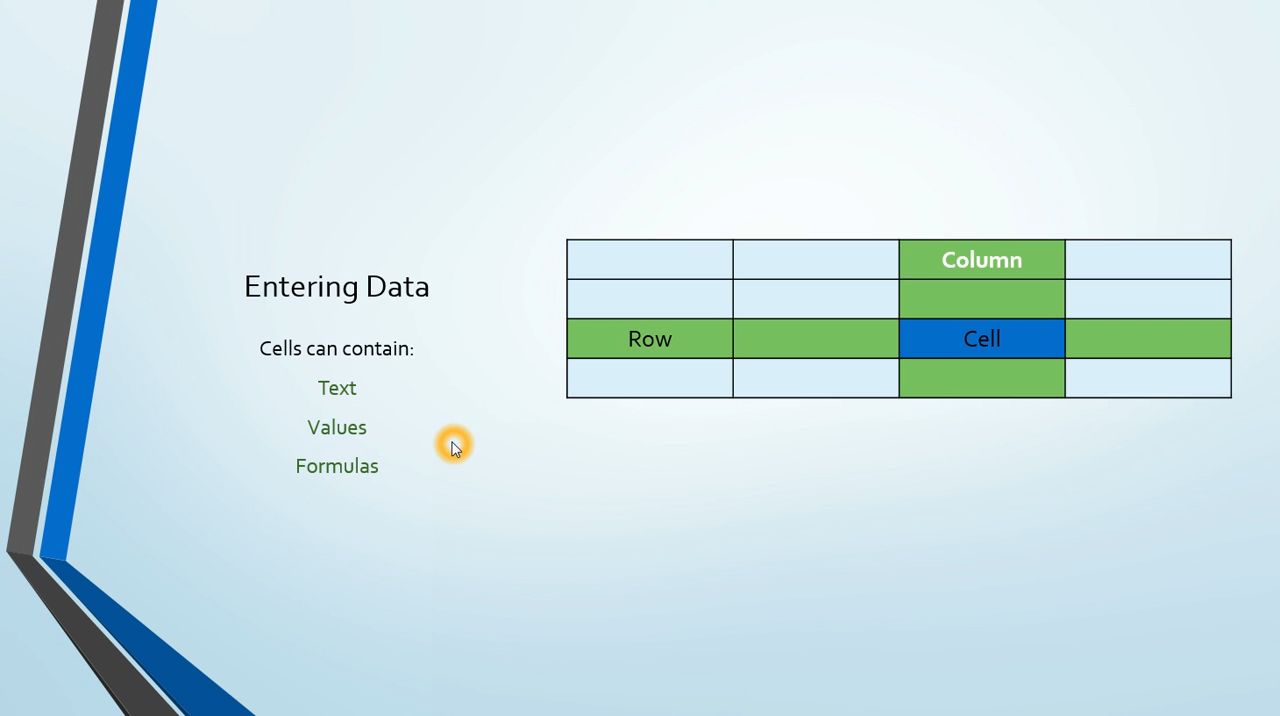 Entering Data
Cells can contain:
Text
Values
Formulas
Column
Row
Cell